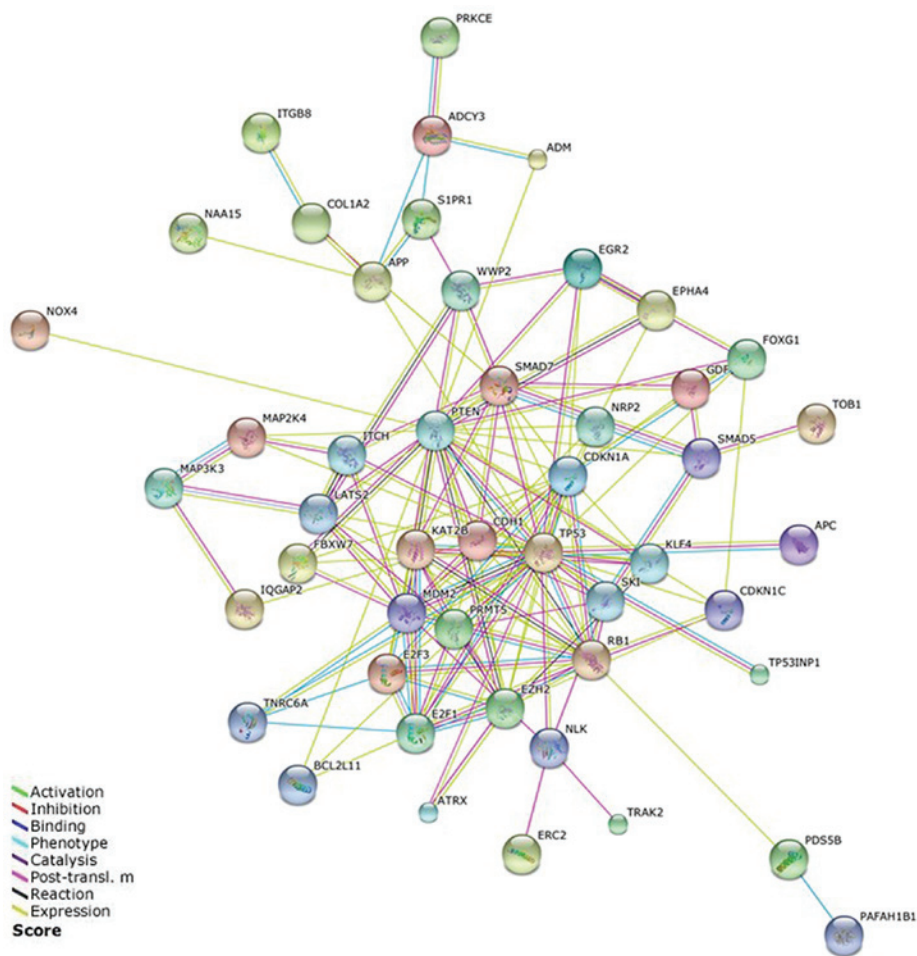 PRKCE
ITGB8
ADCY3
ADM
COL1A2
S1PR1
NAA15
APP
WWP2
EGR2
EPHA4
NOX4
FOXG1
SMAD7
GDF
NRP2
TOB1
PTEN
MAP2K4
ITCH
SMAD5
MAP3K3
CDKN1A
LATS2
KAT2B
CDH1
TP53
APC
FBXW7
KLF4
IQGAP2
MDM2
SKI
CDKN1C
PRMT5
RB1
E2F3
TP53INP1
TNRC6A
E2F1
EZH2
NLK
BCL2L11
ATRX
TRAK2
ERC2
PDS5B
PAFAH1B1
Activation
Inhibition
Binding
Phenotype
Catalysis
Post-transl. m
Reaction
Expression
Score